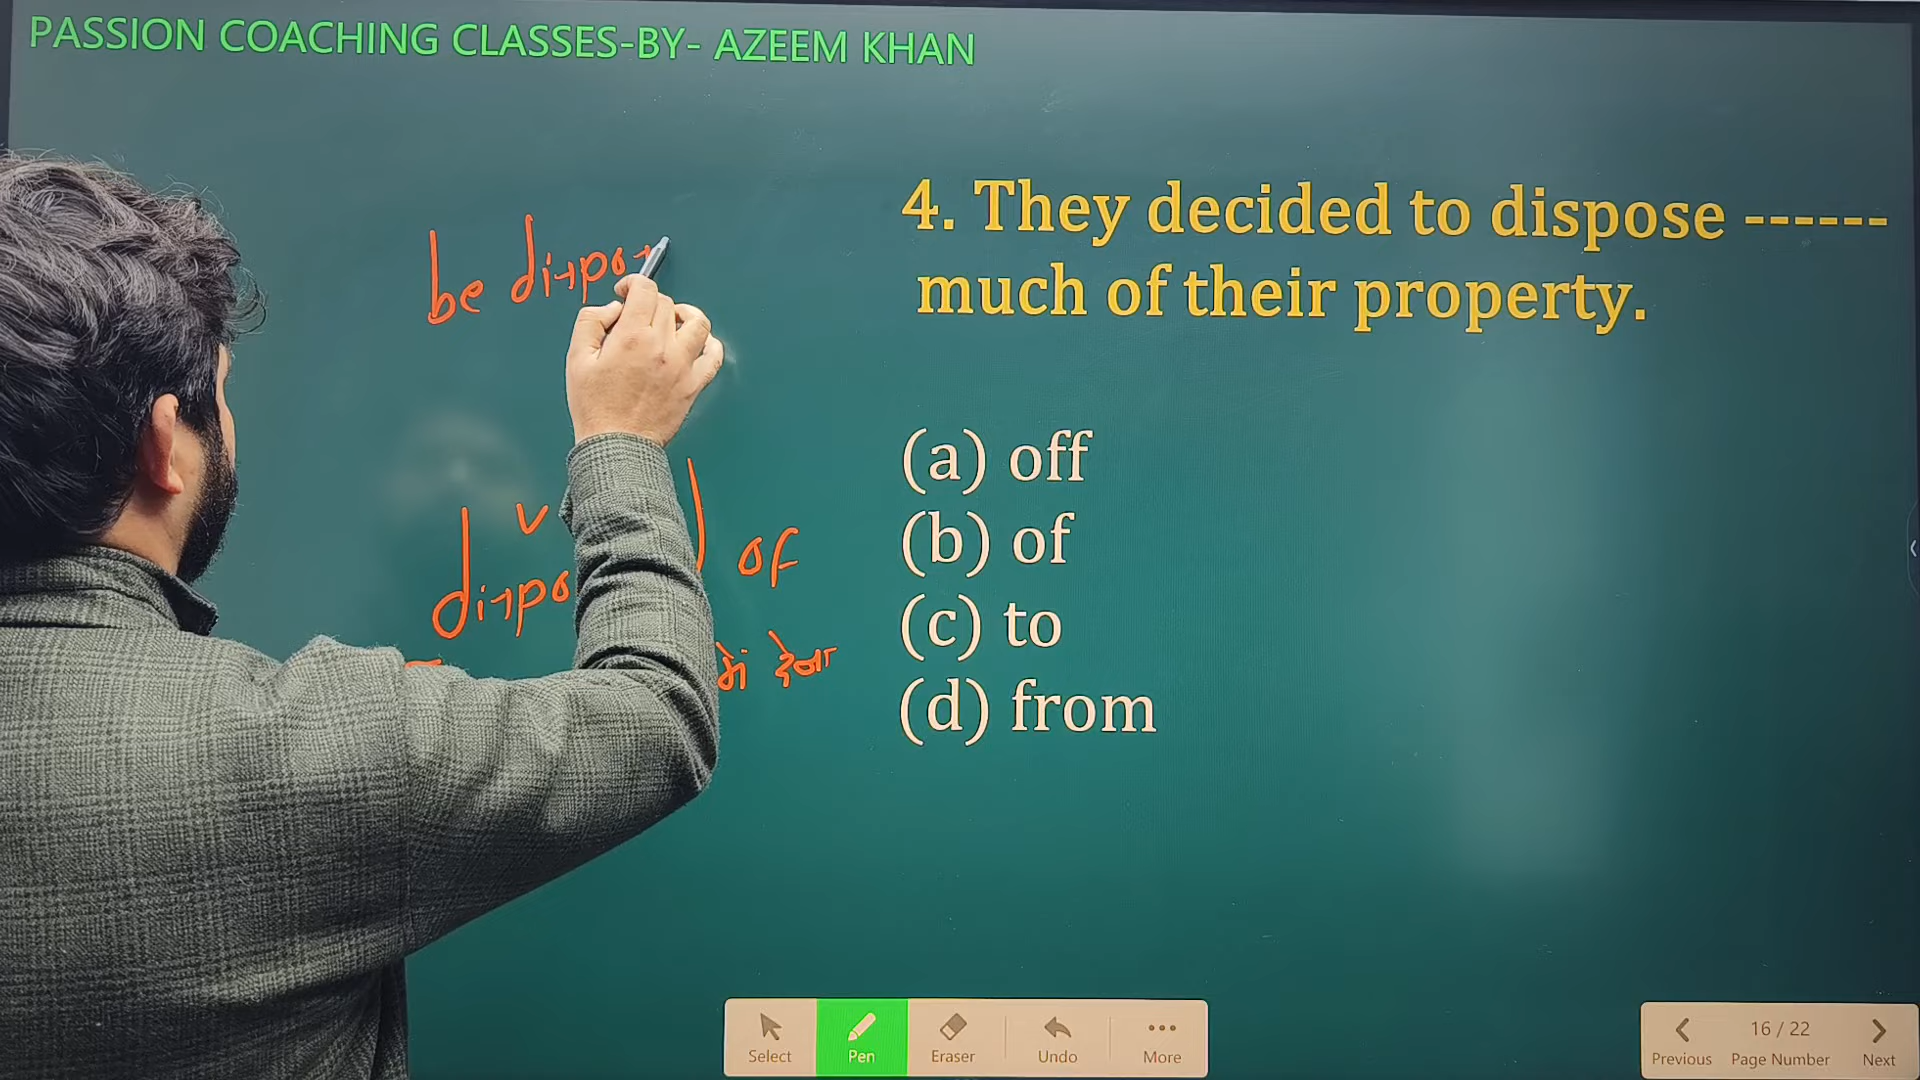 PASSION COACHING CLASSES-BY- AZEEM KHAN
4. They decided to dispose ------
much of their property.
(a) off
(b) of
(c) to
(d) from
be
V
of
में देना
Select
Pen
Eraser
Undo
More
16 / 22
Previous
Page Number
Next